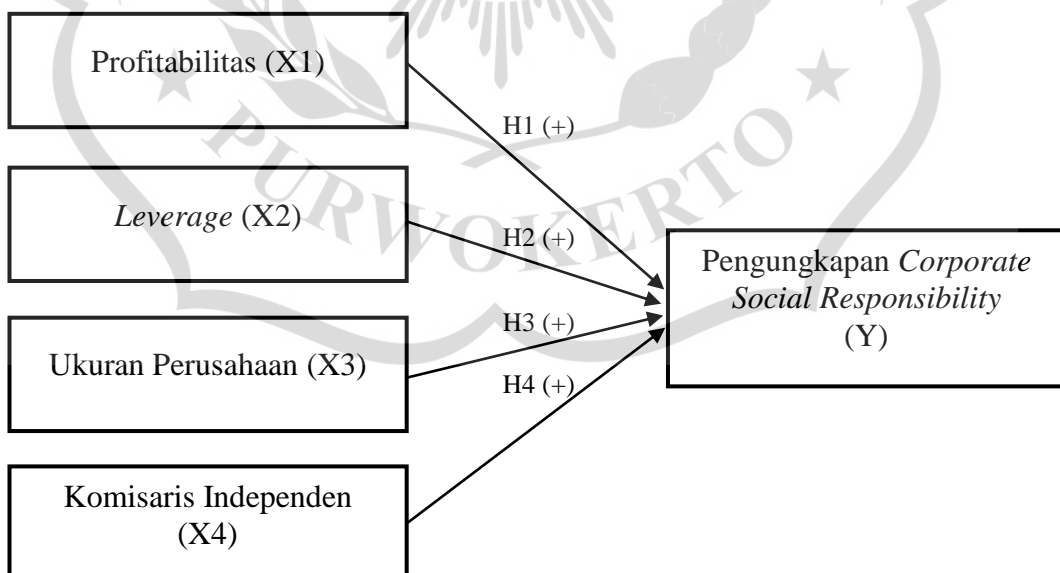 Profitabilitas (X1)
H1 (+)
Leverage (X2)
H2 (+)
Pengungkapan Corporate
Social Responsibility
(Y)
H3 (+)
Ukuran Perusahaan (X3)
H4 (+)
Komisaris Independen
(X4)
PURWOKERTO